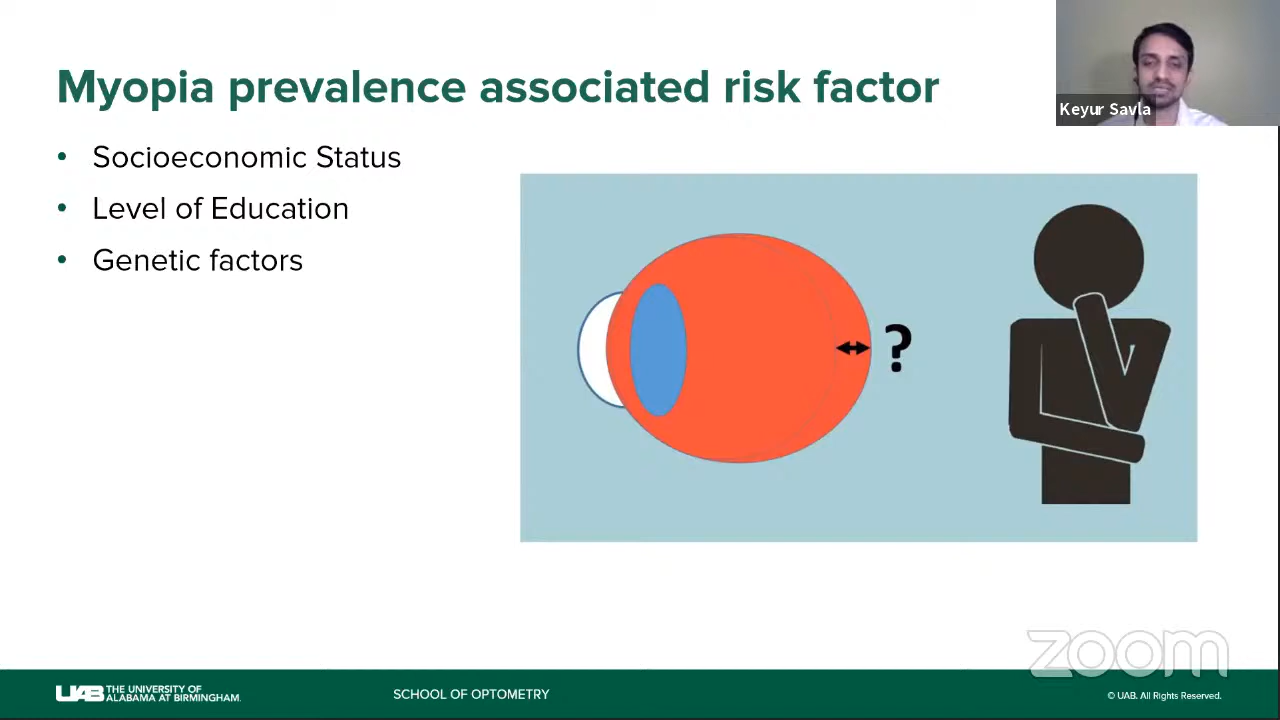 Myopia prevalence associated risk factor
Keyur Savla
• Socioeconomic Status
• Level of Education
• Genetic factors
?
zoom
UAB THE UNIVERSITY OF
ALABAMA AT BIRMINGHAM.
SCHOOL OF OPTOMETRY
© UAB. All Rights Reserved.